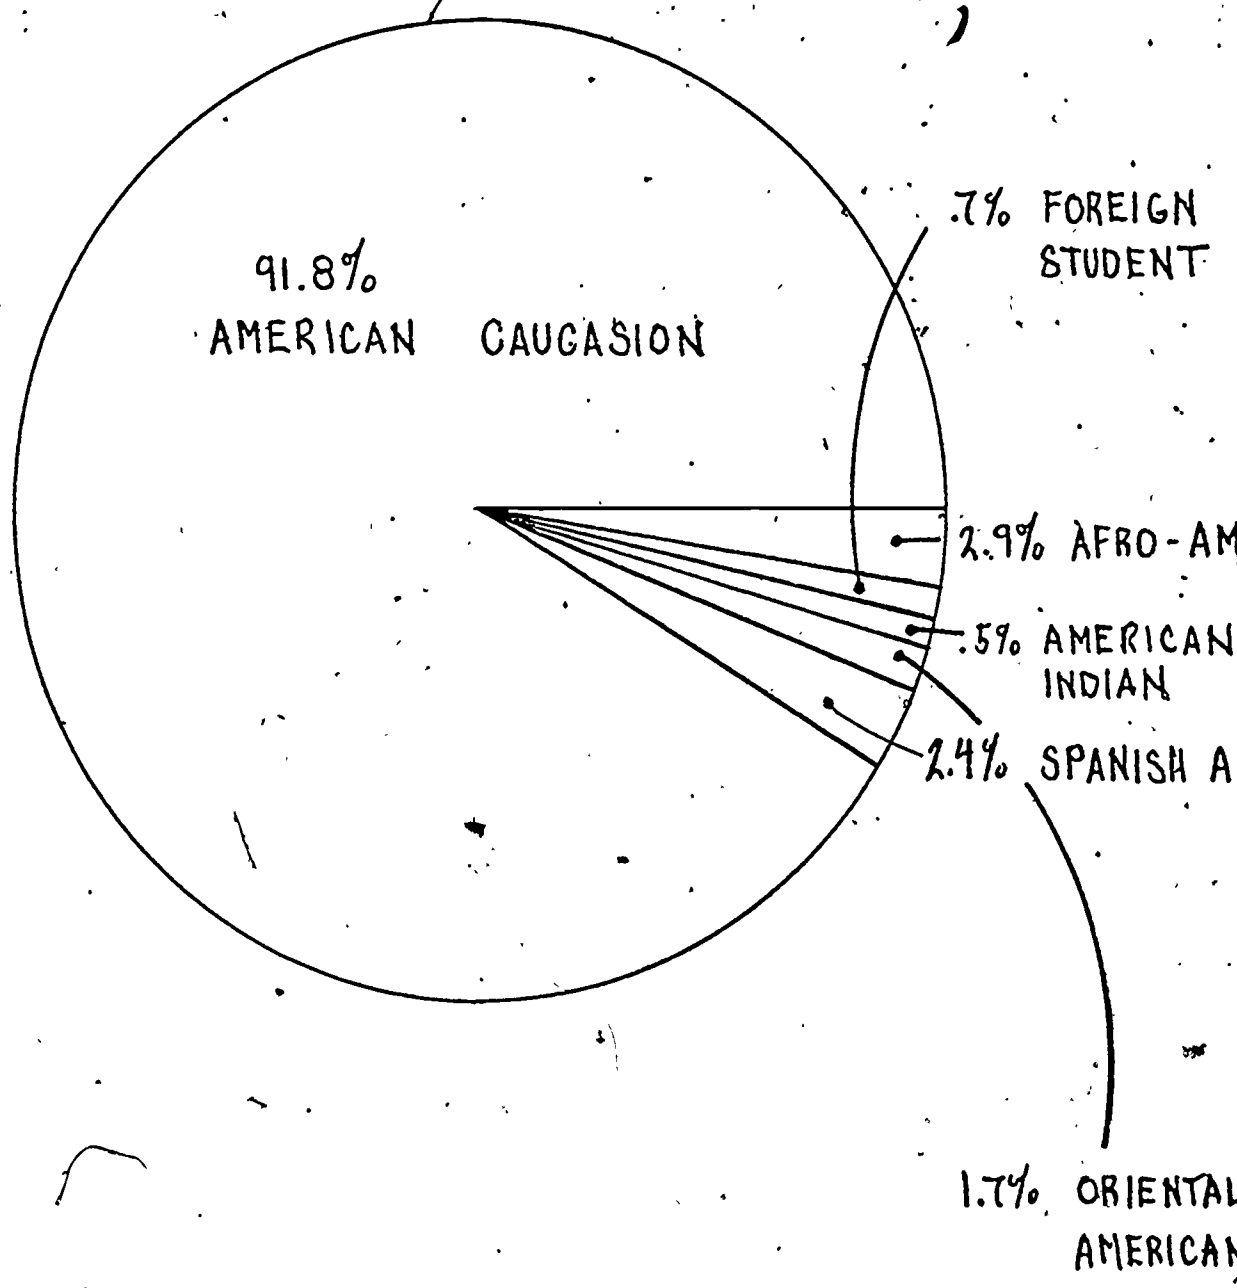 .7% FOREIGN
STUDENT
91.8%
AMERICAN CAUCASION
2.9% AFRO-AM
.5% AMERICAN
INDIAN
2.4% SPANISH A
1.7% ORIENTAL
AMERICAN